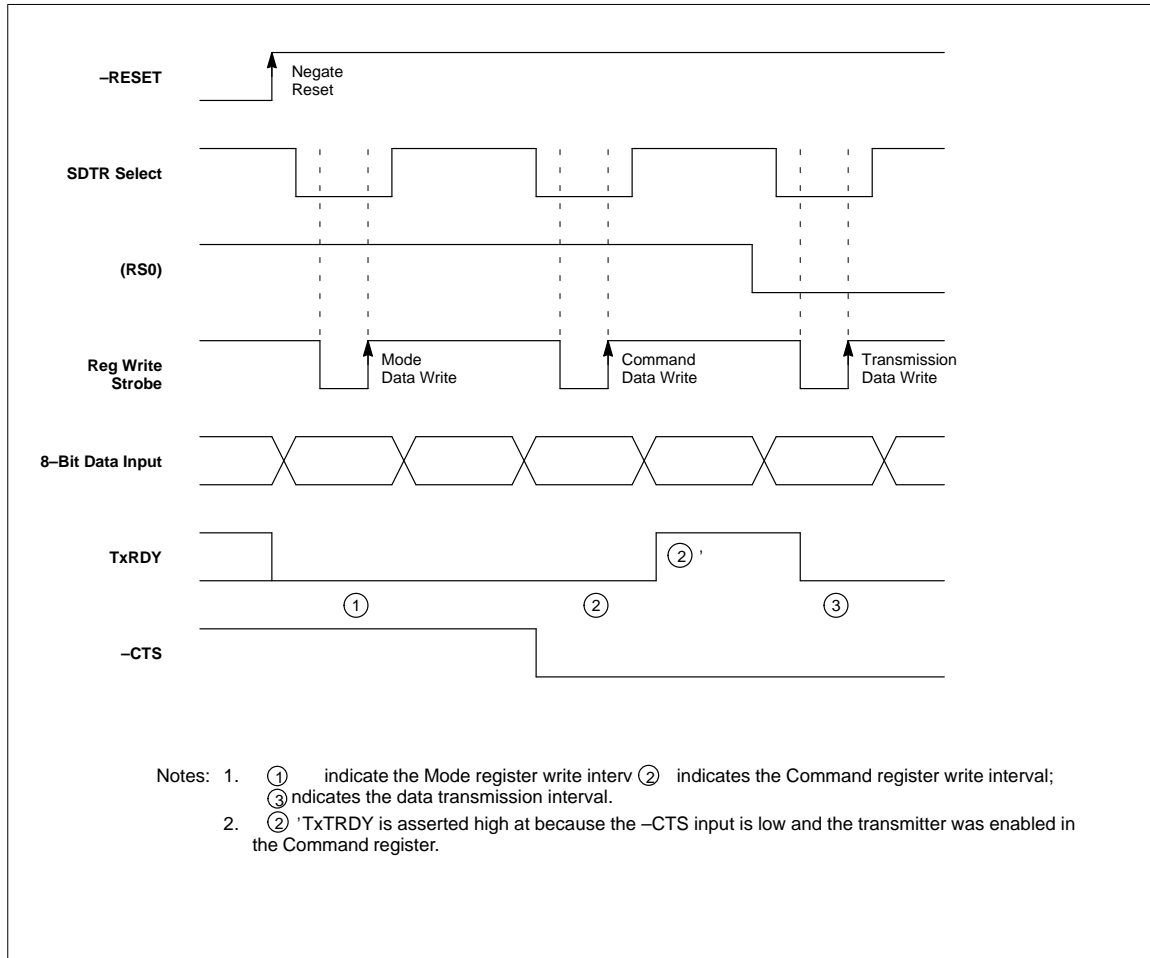 –RESET
Negate
Reset
SDTR Select
(RS0)
Reg Write
Strobe
Mode
Data Write
Command
Data Write
Transmission
Data Write
8–Bit Data Input
TxRDY
② ’
① ② ③
–CTS
Notes: 1. ① indicate the Mode register write interv ② indicates the Command register write interval;
③ ndicates the data transmission interval.
2. ② ’TxTRDY is asserted high at because the –CTS input is low and the transmitter was enabled in
the Command register.